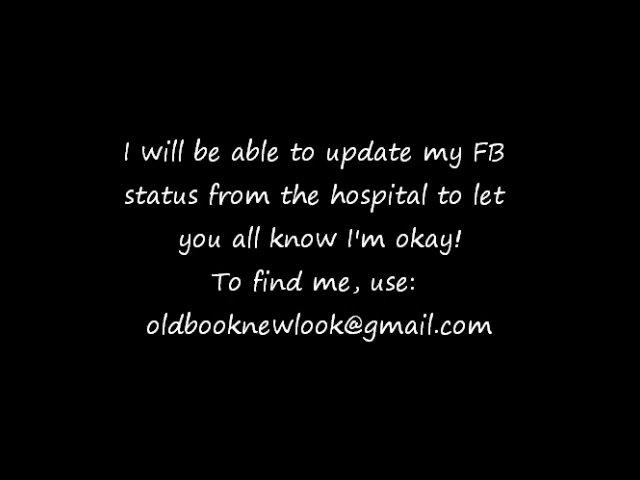 I will be able to update my FB
status from the hospital to let
you all know I'm okay!
To find me, use:
oldbooknewlook@gmail.com